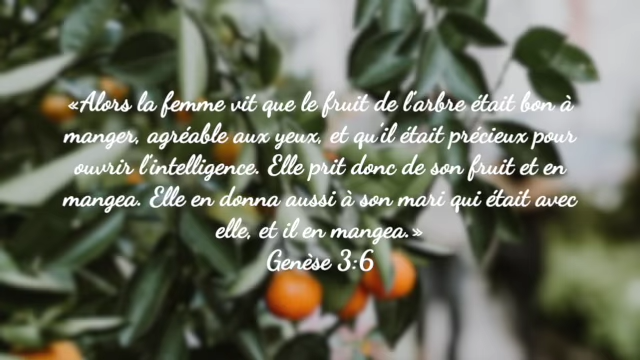 «Alors la femme vit que le fruit de l'arbre était bon à
manger, agréable aux yeux, et qu'il était précieux pour
ouvrir l'intelligence. Elle prit donc de son fruit et en
mangea. Elle en donna aussi à son mari qui était avec
elle, et il en mangea.»
Genèse 3:6